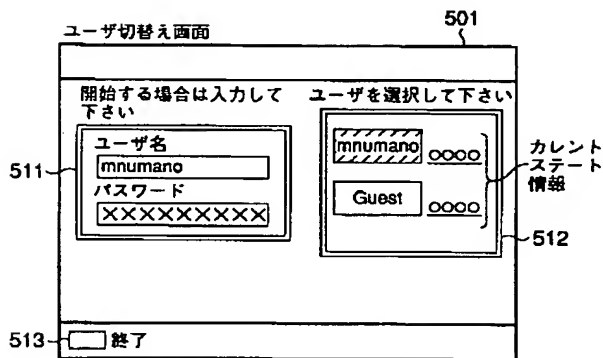 ユーザ切替え画面
501
開始する場合は入力して
下さい
ユーザ名
mnumano
パスワード
XXXXXXXXX
511
ユーザを選択して下さい
mnumano
○○○○
Guest
○○○○
カレント
ステート
情報
512
513
終了